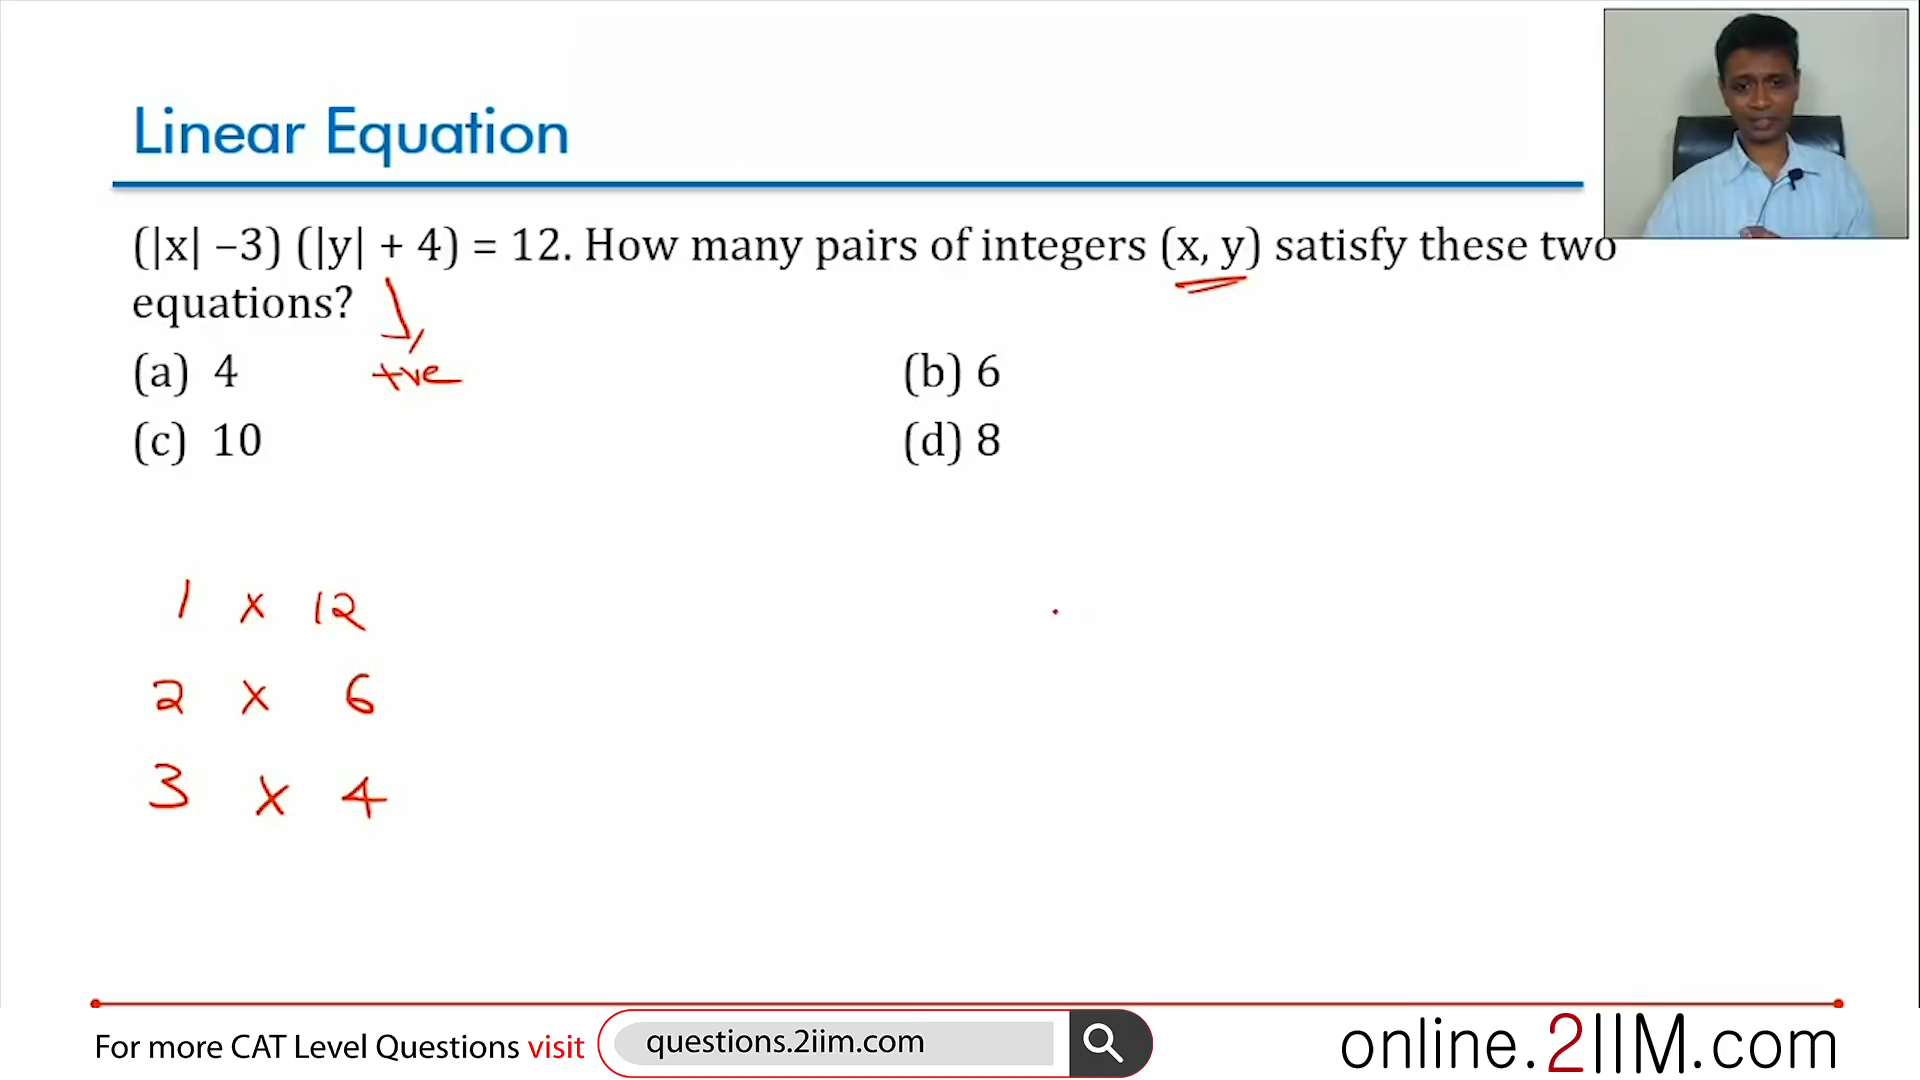 Linear Equation
(|x| –3) (|y| + 4) = 12. How many pairs of integers (x, y) satisfy these two
equations?
+ve
(a) 4
(b) 6
(c) 10
(d) 8
1 x 12
2 x 6
3 x 4
For more CAT Level Questions visit
questions.2iim.com
online.2IIM.com